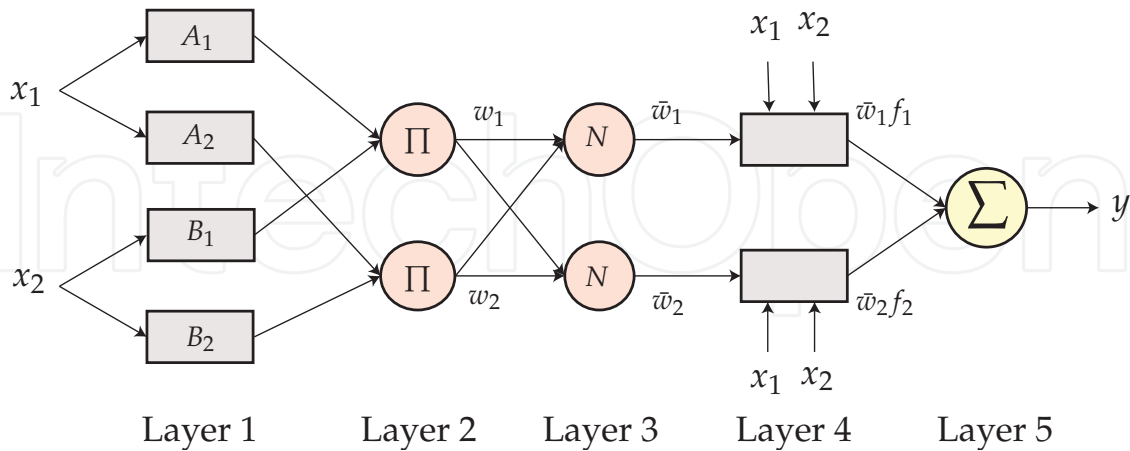 x₁ x₂
A₁
x₁
A₂
Π
w₁
N
w̄₁
w̄₁f₁
B₁
x₂
B₂
Π
w₂
N
w̄₂
w̄₂f₂
Σ
y
x₁ x₂
Layer 1 Layer 2 Layer 3 Layer 4 Layer 5
IntechOpen